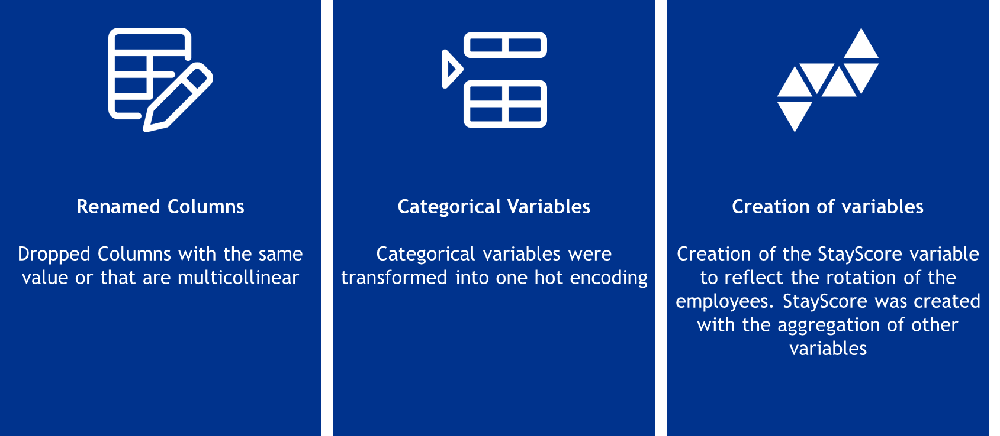 Renamed Columns
Dropped Columns with the same
value or that are multicollinear
Categorical Variables
Categorical variables were
transformed into one hot encoding
Creation of variables
Creation of the StayScore variable
to reflect the rotation of the
employees. StayScore was created
with the aggregation of other
variables